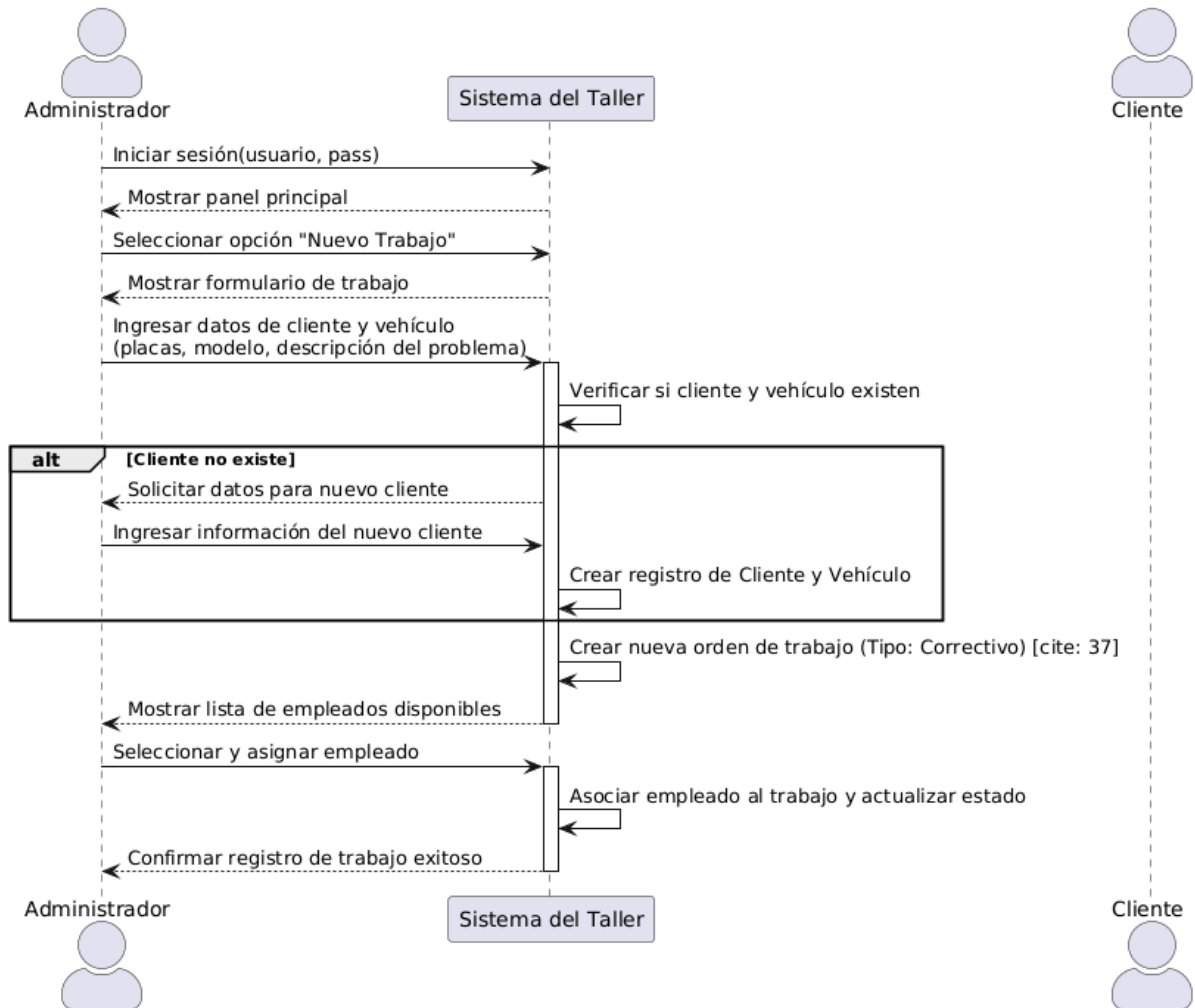 Administrador
Sistema del Taller
Cliente
Iniciar sesión(usuario, pass)
Mostrar panel principal
Seleccionar opción "Nuevo Trabajo"
Mostrar formulario de trabajo
Ingresar datos de cliente y vehículo
(placas, modelo, descripción del problema)
Verificar si cliente y vehículo existen
alt
[Cliente no existe]
Solicitar datos para nuevo cliente
Ingresar información del nuevo cliente
Crear registro de Cliente y Vehículo
Crear nueva orden de trabajo (Tipo: Correctivo) [cite: 37]
Mostrar lista de empleados disponibles
Seleccionar y asignar empleado
Asociar empleado al trabajo y actualizar estado
Confirmar registro de trabajo exitoso
Administrador
Sistema del Taller
Cliente